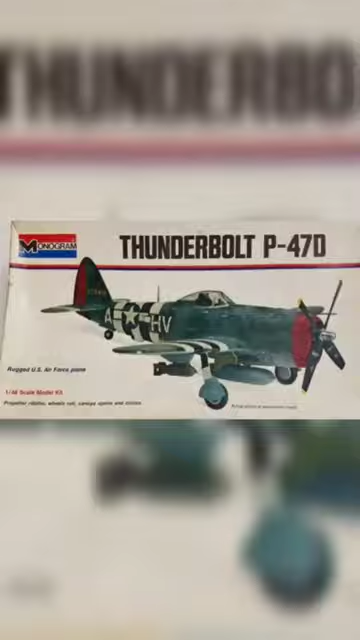 THUNDERBO
MONOGRAM
THUNDERBOLT P-47D
A HV
Rugged U.S. Air Force plane
1/48 Scale Model Kit
Propeller rotates, wheels roll, canopy opens and closes.